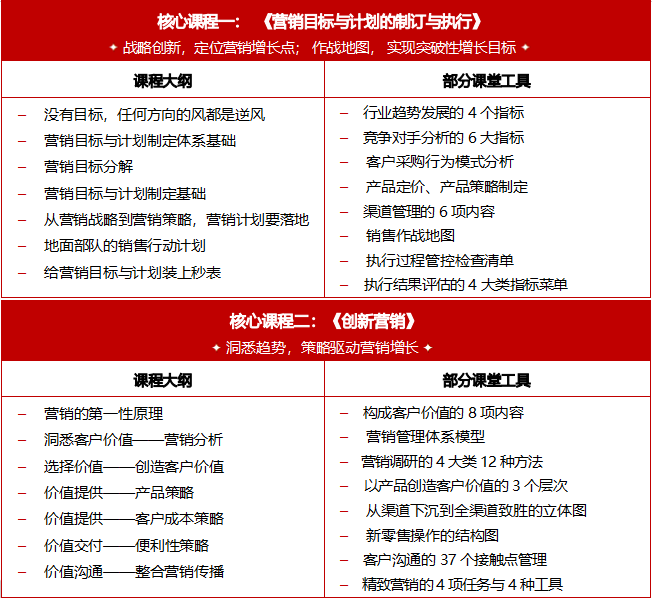 核心课程一： 《营销目标与计划的制订与执行》
✦ 战略创新，定位营销增长点； 作战地图， 实现突破性增长目标 ✦
课程大纲
– 没有目标，任何方向的风都是逆风
– 营销目标与计划制定体系基础
– 营销目标分解
– 营销目标与计划制定基础
– 从营销战略到营销策略，营销计划要落地
– 地面部队的销售行动计划
– 给营销目标与计划装上秒表
部分课堂工具
– 行业趋势发展的 4 个指标
– 竞争对手分析的 6 大指标
– 客户采购行为模式分析
– 产品定价、产品策略制定
– 渠道管理的 6 项内容
– 销售作战地图
– 执行过程管控检查清单
– 执行结果评估的 4 大类指标菜单
核心课程二：《创新营销》
✦ 洞悉趋势，策略驱动营销增长 ✦
课程大纲
– 营销的第一性原理
– 洞悉客户价值——营销分析
– 选择价值——创造客户价值
– 价值提供——产品策略
– 价值提供——客户成本策略
– 价值交付——便利性策略
– 价值沟通——整合营销传播
部分课堂工具
– 构成客户价值的 8 项内容
– 营销管理体系模型
– 营销调研的 4 大类 12 种方法
– 以产品创造客户价值的 3 个层次
– 从渠道下沉到全渠道致胜的立体图
– 新零售操作的结构图
– 客户沟通的 37 个接触点管理
– 精致营销的 4 项任务与 4 种工具